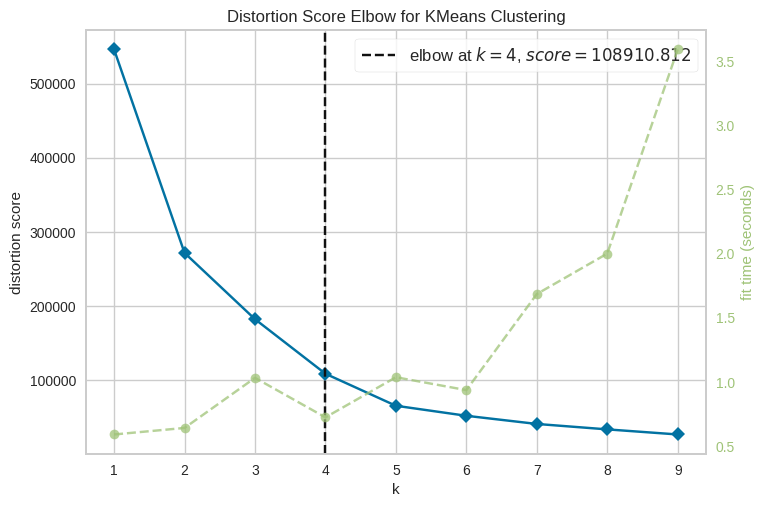 Distortion Score Elbow for KMeans Clustering
elbow at k = 4, score = 108910.812
distortion score
500000
400000
300000
200000
100000
3.5
3.0
2.5
2.0
1.5
1.0
0.5
fit time (seconds)
1 2 3 4 5 6 7 8 9
k